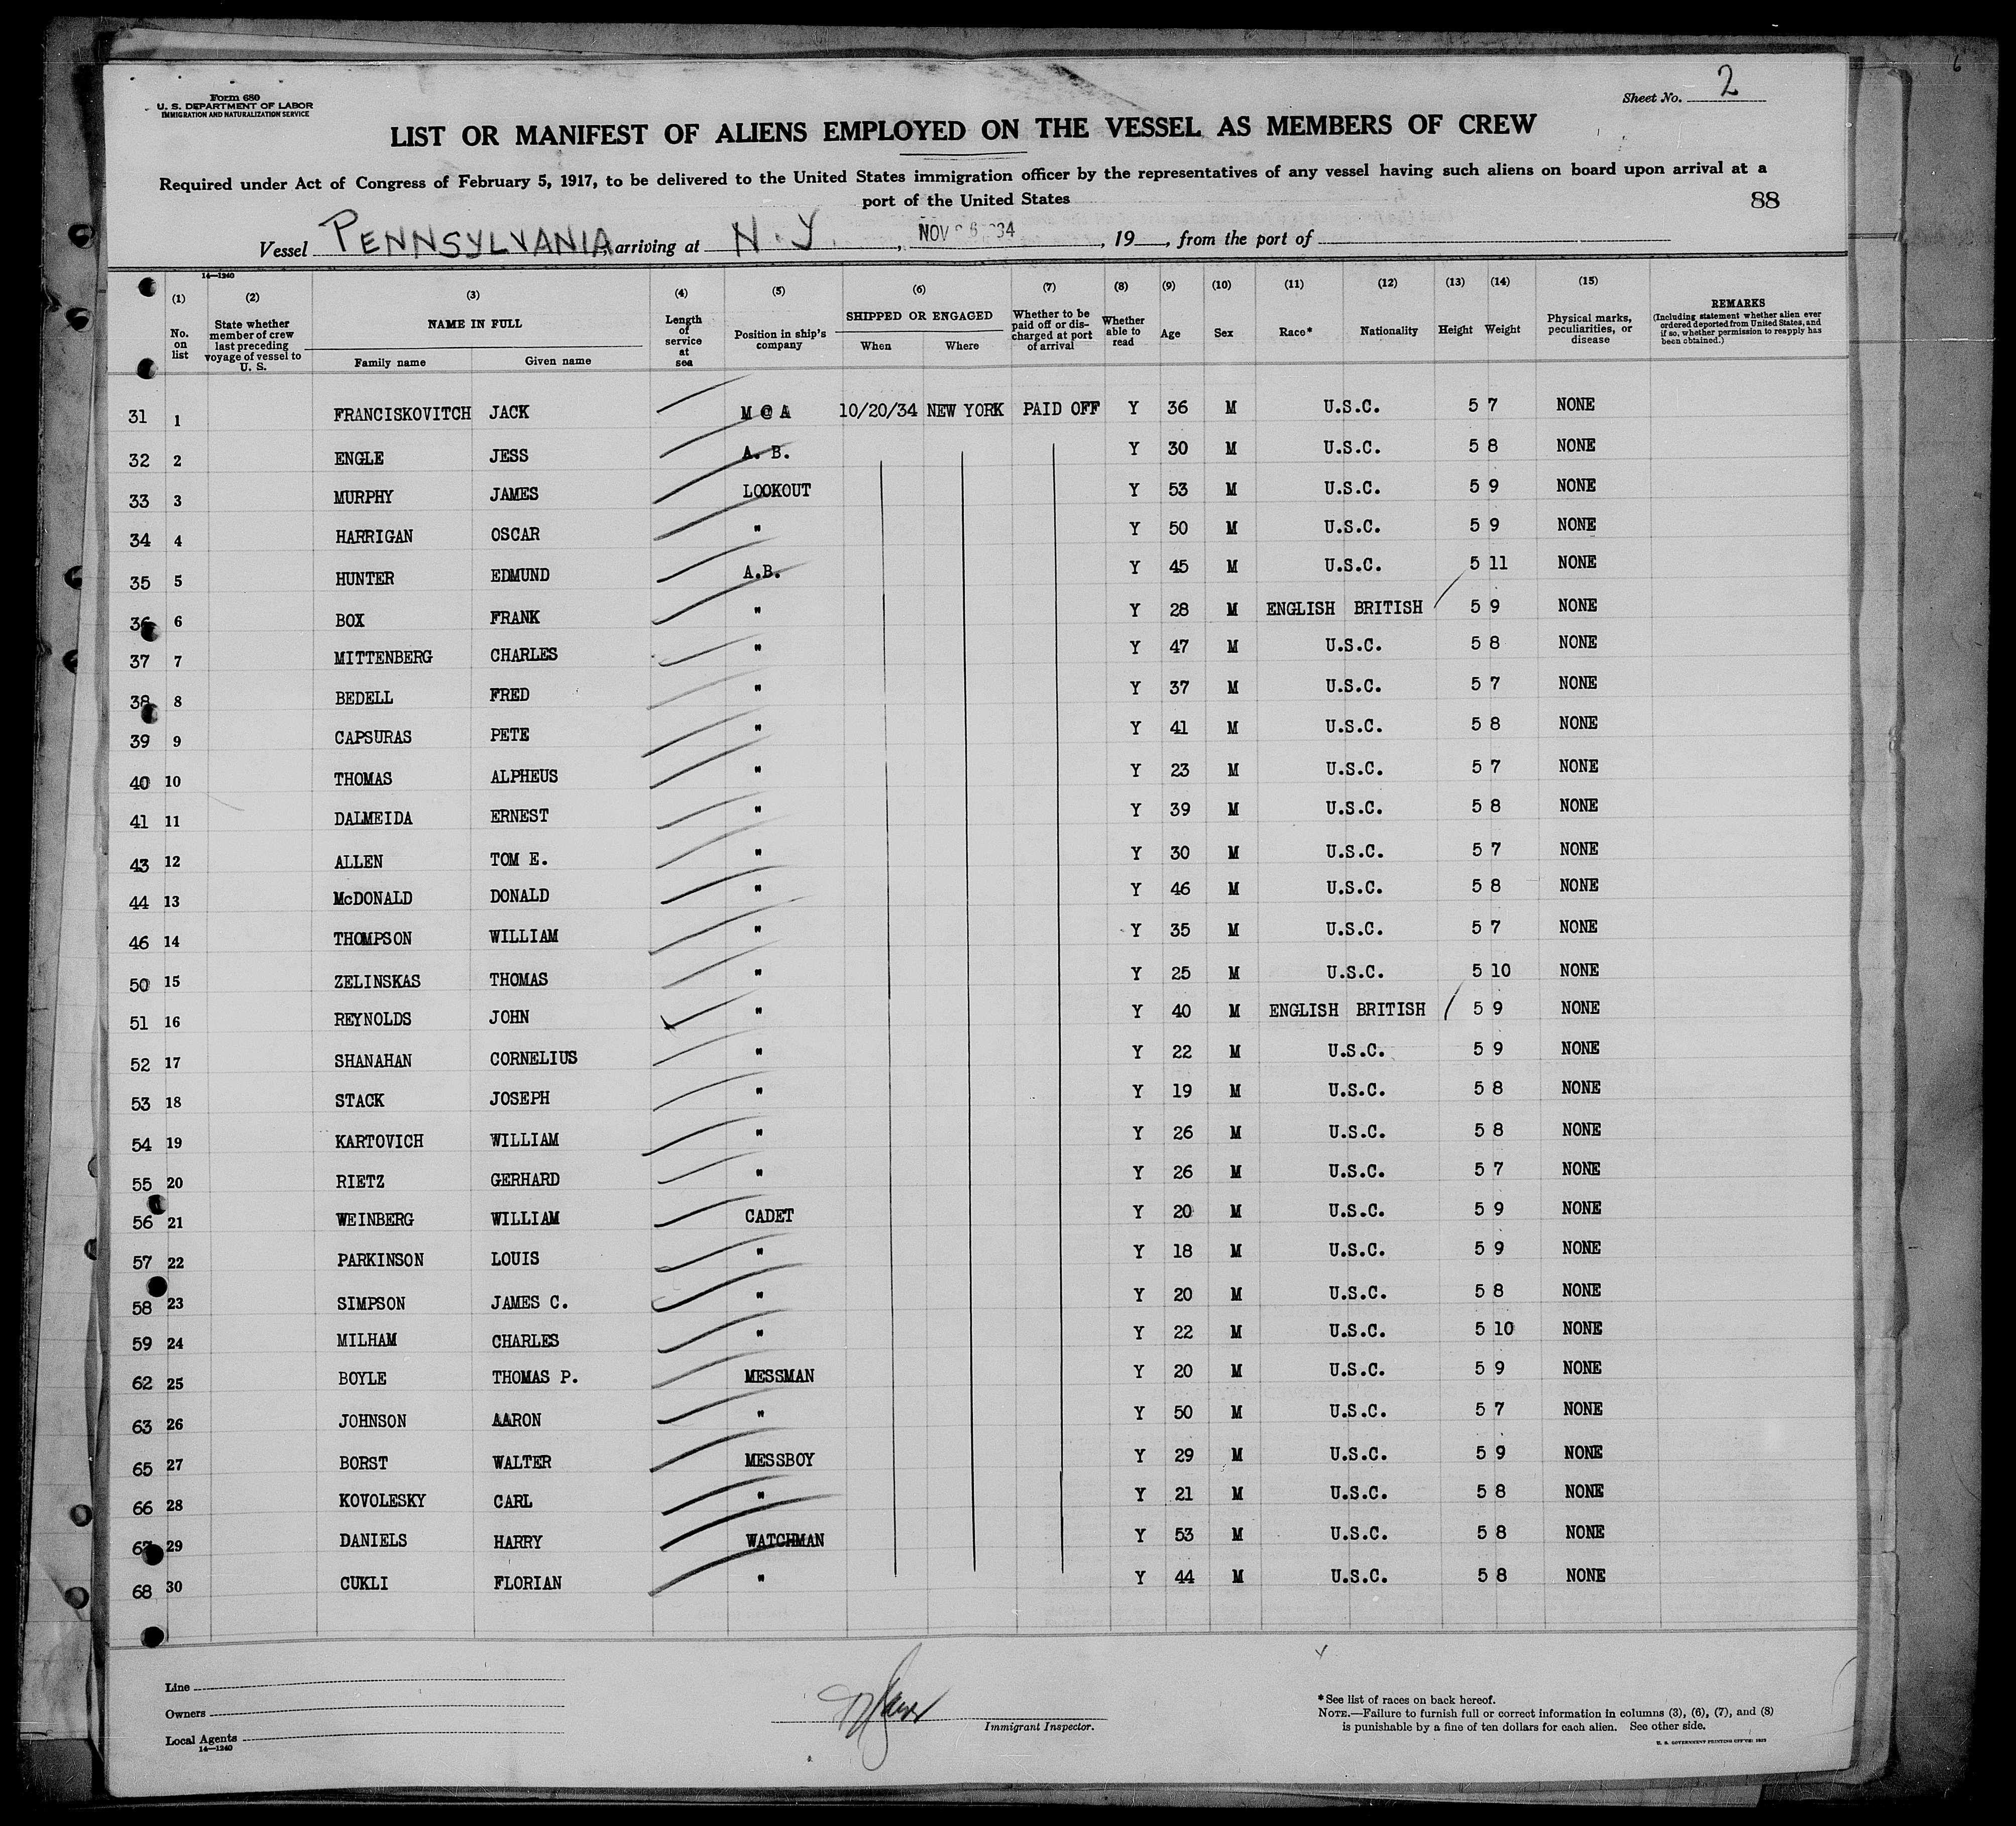 Form 680
U. S. DEPARTMENT OF LABOR
IMMIGRATION AND NATURALIZATION SERVICE
Sheet No. 2
LIST OR MANIFEST OF ALIENS EMPLOYED ON THE VESSEL AS MEMBERS OF CREW
Required under Act of Congress of February 5, 1917, to be delivered to the United States immigration officer by the representatives of any vessel having such aliens on board upon arrival at a
port of the United States
88
Vessel PENNSYLVANIA, arriving at N.Y., NOV 34, 19, from the port of
14—1240
(1) (2) (3) (4) (5) (6) (7) (8) (9) (10) (11) (12) (13) (14) (15)
No. on list
State whether member of crew last preceding voyage of vessel to U. S.
NAME IN FULL
Family name Given name
Length of service at sea
Position in ship's company
SHIPPED OR ENGAGED
When Where
Whether to be paid off or discharged at port of arrival
Whether able to read
Age
Sex
Race*
Nationality
Height
Weight
Physical marks, peculiarities, or disease
REMARKS
(Including statement whether alien ever ordered deported from United States, and if so, whether permission to reapply has been obtained.)
31 1 FRANCISKOVITCH JACK M @ A 10/20/34 NEW YORK PAID OFF Y 36 M U.S.C. 5 7 NONE
32 2 ENGLE JESS A. B. Y 30 M U.S.C. 5 8 NONE
33 3 MURPHY JAMES LOOKOUT Y 53 M U.S.C. 5 9 NONE
34 4 HARRIGAN OSCAR " Y 50 M U.S.C. 5 9 NONE
35 5 HUNTER EDMUND A.B. Y 45 M U.S.C. 5 11 NONE
36 6 BOX FRANK " Y 28 M ENGLISH BRITISH 5 9 NONE
37 7 MITTENBERG CHARLES " Y 47 M U.S.C. 5 8 NONE
38 8 BEDELL FRED " Y 37 M U.S.C. 5 7 NONE
39 9 CAPSURAS PETE " Y 41 M U.S.C. 5 8 NONE
40 10 THOMAS ALPHEUS " Y 23 M U.S.C. 5 7 NONE
41 11 DALMEIDA ERNEST " Y 39 M U.S.C. 5 8 NONE
43 12 ALLEN TOM E. " Y 30 M U.S.C. 5 7 NONE
44 13 McDONALD DONALD " Y 46 M U.S.C. 5 8 NONE
46 14 THOMPSON WILLIAM " Y 35 M U.S.C. 5 7 NONE
50 15 ZELINSKAS THOMAS " Y 25 M U.S.C. 5 10 NONE
51 16 REYNOLDS JOHN " Y 40 M ENGLISH BRITISH 5 9 NONE
52 17 SHANAHAN CORNELIUS " Y 22 M U.S.C. 5 9 NONE
53 18 STACK JOSEPH " Y 19 M U.S.C. 5 8 NONE
54 19 KARTOVICH WILLIAM " Y 26 M U.S.C. 5 8 NONE
55 20 RIETZ GERHARD " Y 26 M U.S.C. 5 7 NONE
56 21 WEINBERG WILLIAM CADET Y 20 M U.S.C. 5 9 NONE
57 22 PARKINSON LOUIS " Y 18 M U.S.C. 5 9 NONE
58 23 SIMPSON JAMES C. " Y 20 M U.S.C. 5 8 NONE
59 24 MILHAM CHARLES " Y 22 M U.S.C. 5 10 NONE
62 25 BOYLE THOMAS P. MESSMAN Y 20 M U.S.C. 5 9 NONE
63 26 JOHNSON AARON " Y 50 M U.S.C. 5 7 NONE
65 27 BORST WALTER MESSBOY Y 29 M U.S.C. 5 9 NONE
66 28 KOVOLESKY CARL " Y 21 M U.S.C. 5 8 NONE
67 29 DANIELS HARRY WATCHMAN Y 53 M U.S.C. 5 8 NONE
68 30 CUKLI FLORIAN " Y 44 M U.S.C. 5 8 NONE
Line
Owners
Local Agents
14—1240
Immigrant Inspector.
*See list of races on back hereof.
NOTE.—Failure to furnish full or correct information in columns (3), (6), (7), and (8)
is punishable by a fine of ten dollars for each alien. See other side.
U. S. GOVERNMENT PRINTING OFFICE: